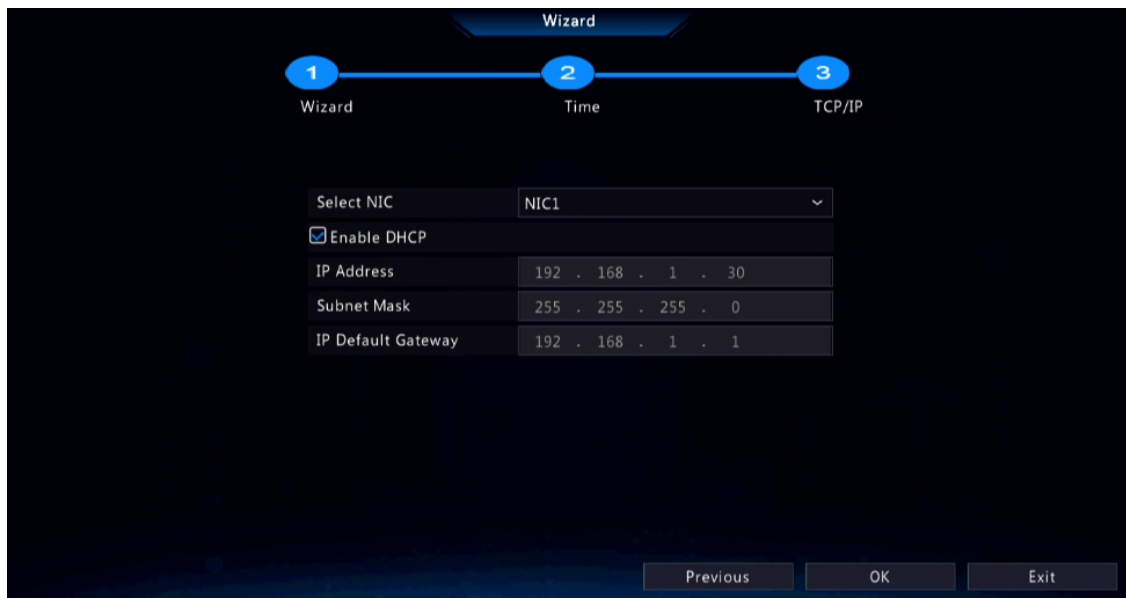 Wizard
1 2 3
Wizard Time TCP/IP
Select NIC NIC1
Enable DHCP
IP Address 192 . 168 . 1 . 30
Subnet Mask 255 . 255 . 255 . 0
IP Default Gateway 192 . 168 . 1 . 1
Previous OK Exit